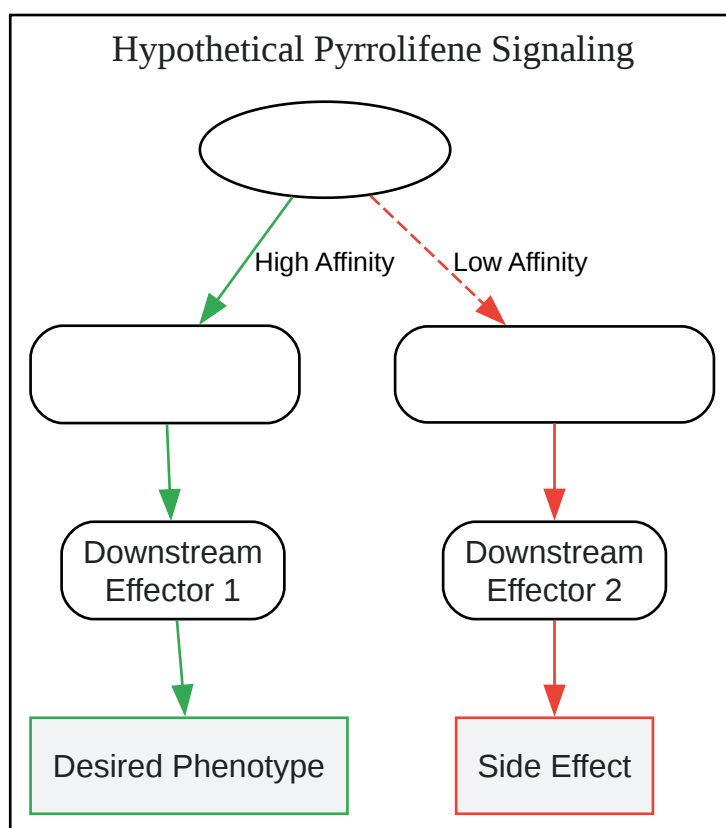 Hypothetical Pyrrolifene Signaling
High Affinity
Low Affinity
Downstream
Effector 1
Downstream
Effector 2
Desired Phenotype
Side Effect